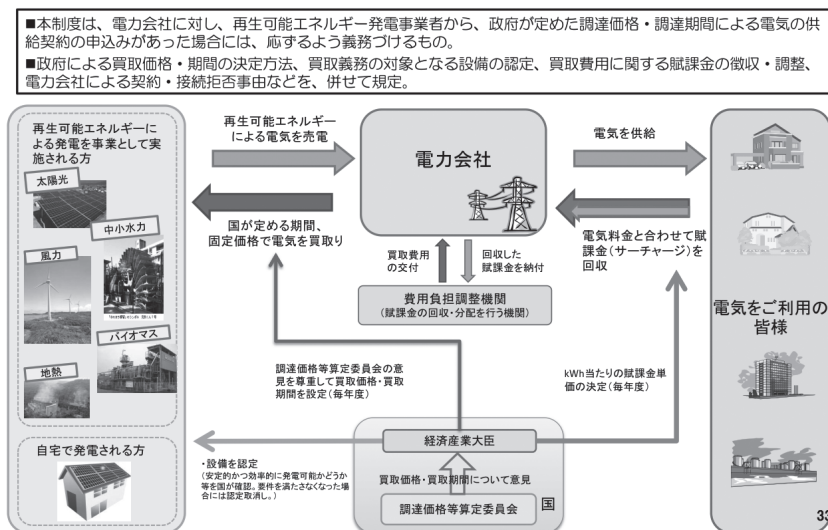 ■本制度は、電力会社に対し、再生可能エネルギー発電事業者から、政府が定めた調達価格・調達期間による電気の供
給契約の申込みがあった場合には、応ずるよう義務づけるもの。
■政府による買取価格・期間の決定方法、買取義務の対象となる設備の認定、買取費用に関する賦課金の徴収・調整、
電力会社による契約・接続拒否事由などを、併せて規定。
再生可能エネルギーに
よる発電を事業として実
施される方
太陽光
中小水力
風力
バイオマス
地熱
自宅で発電される方
再生可能エネルギー
による電気を売電
国が定める期間、
固定価格で電気を買取り
電力会社
買取費用
の交付
回収した
賦課金を納付
費用負担調整機関
(賦課金の回収・分配を行う機関)
電気を供給
電気料金と合わせて賦
課金(サーチャージ)を
回収
電気をご利用の
皆様
調達価格等算定委員会の意
見を尊重して買取価格・買取
期間を設定(毎年度)
kWh当たりの賦課金単
価の決定(毎年度)
経済産業大臣
・設備を認定
(安定的かつ効率的に発電可能かどうか
等を国が確認。要件を満たさなくなった場
合には認定取消し。)
買取価格・買取期間について意見
調達価格等算定委員会
国
33